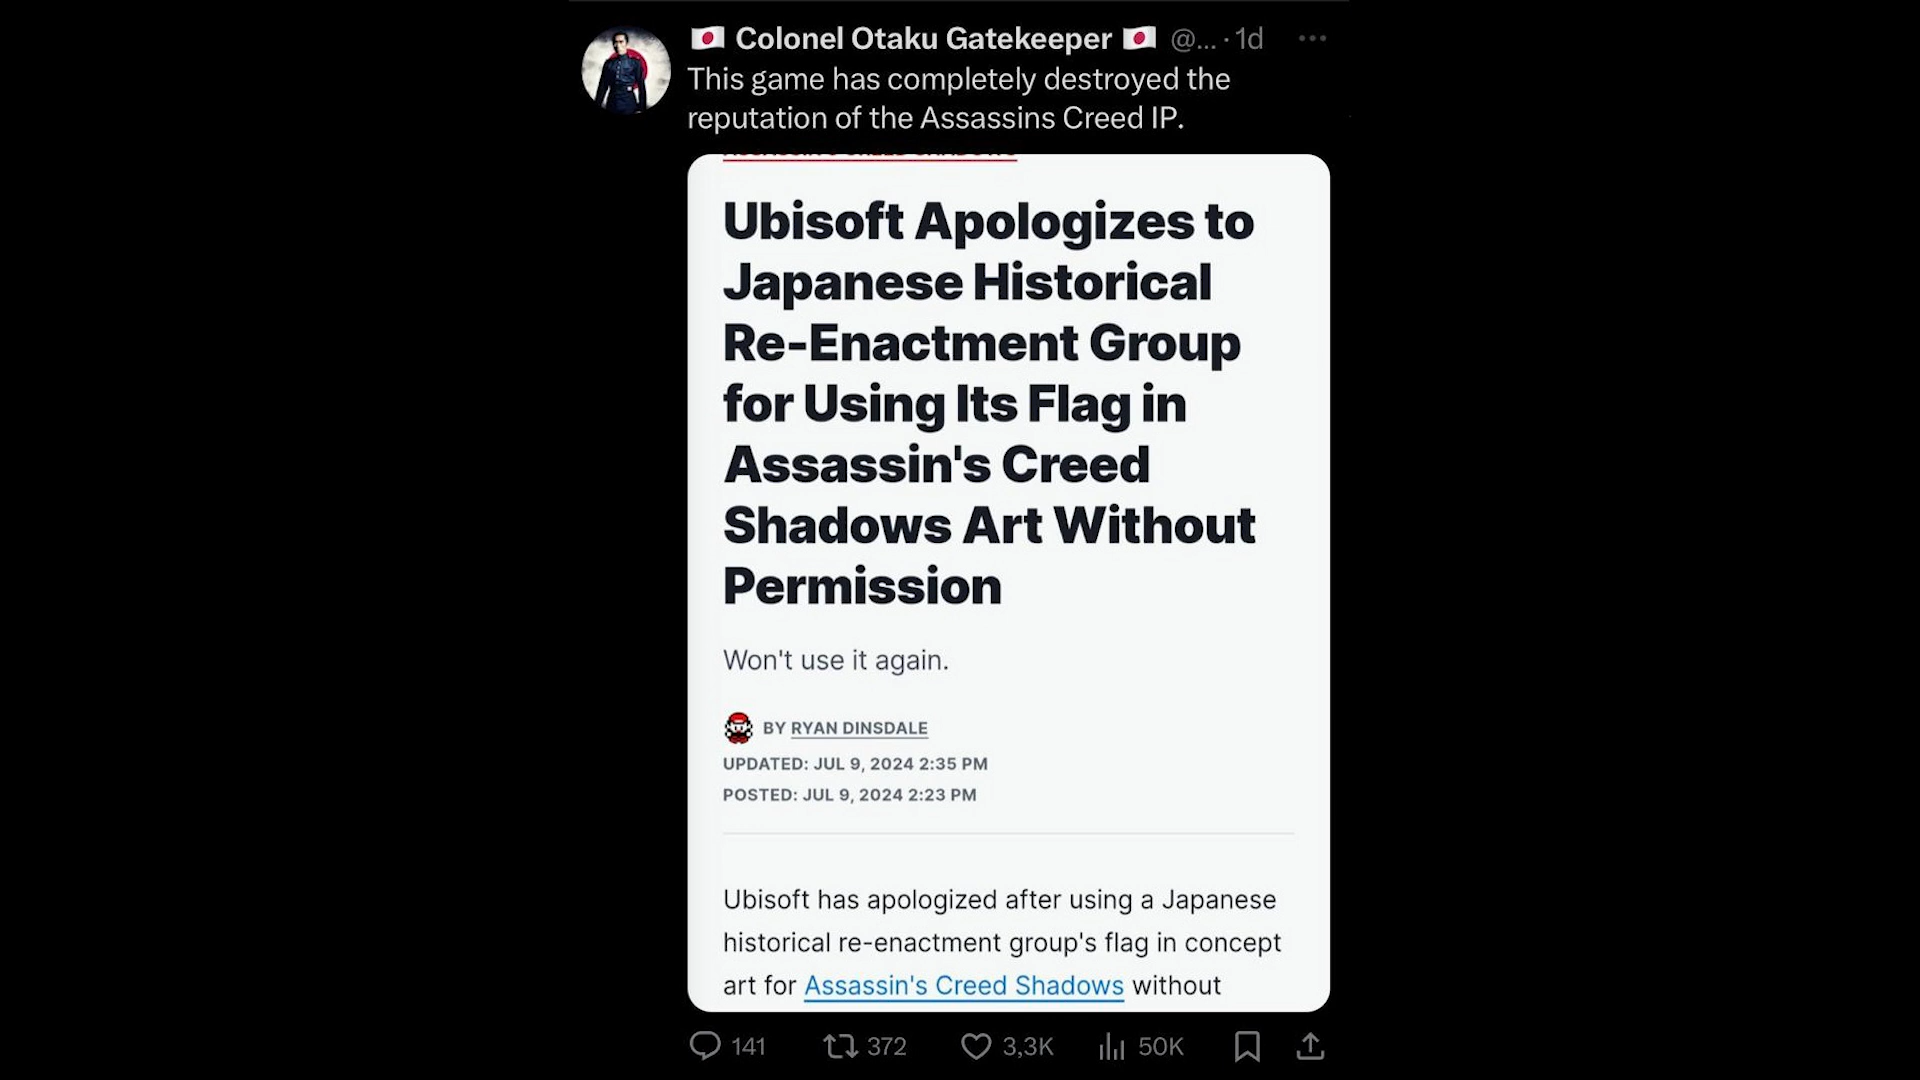 Colonel Otaku Gatekeeper @... · 1d
This game has completely destroyed the
reputation of the Assassins Creed IP.
Ubisoft Apologizes to
Japanese Historical
Re-Enactment Group
for Using Its Flag in
Assassin's Creed
Shadows Art Without
Permission
Won't use it again.
BY RYAN DINSDALE
UPDATED: JUL 9, 2024 2:35 PM
POSTED: JUL 9, 2024 2:23 PM
Ubisoft has apologized after using a Japanese
historical re-enactment group's flag in concept
art for Assassin's Creed Shadows without
141 372 3,3K 50K